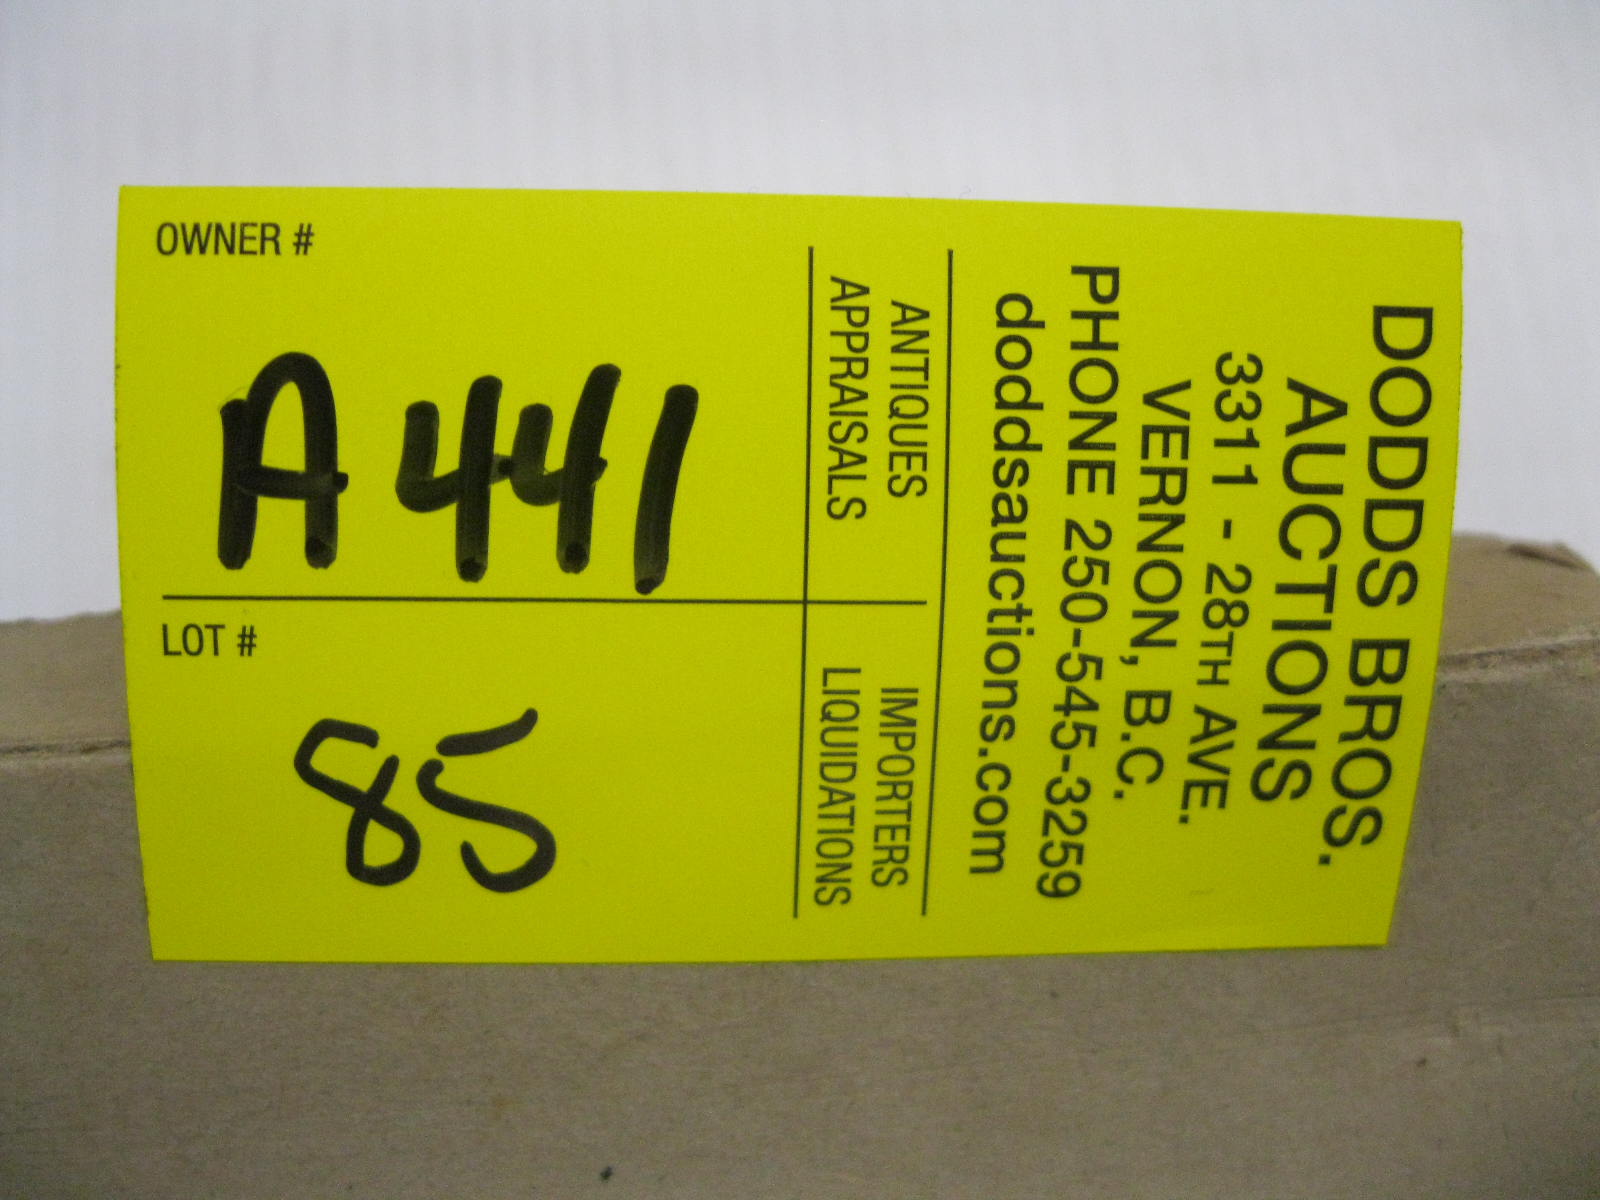 OWNER #
A441
LOT #
85
ANTIQUES
APPRAISALS
IMPORTERS
LIQUIDATIONS
DODDS BROS.
AUCTIONS
3311 - 28TH AVE.
VERNON, B.C.
PHONE 250-545-3259
doddsauctions.com